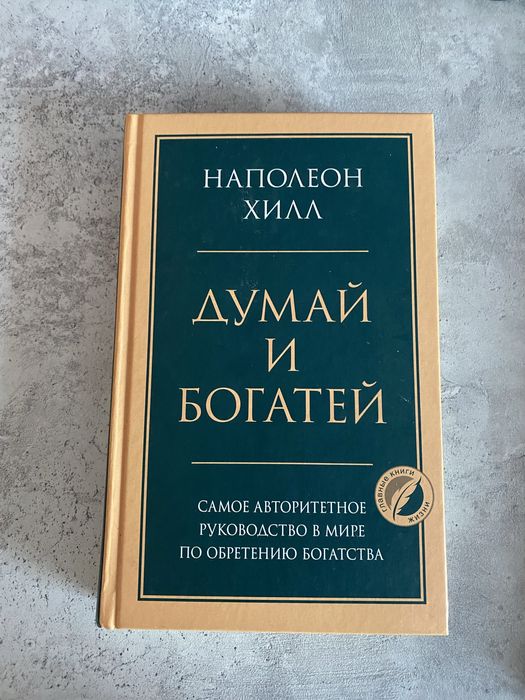 НАПОЛЕОН
ХИЛЛ
ДУМАЙ
И
БОГАТЕЙ
главные книги
жизни
САМОЕ АВТОРИТЕТНОЕ
РУКОВОДСТВО В МИРЕ
ПО ОБРЕТЕНИЮ БОГАТСТВА